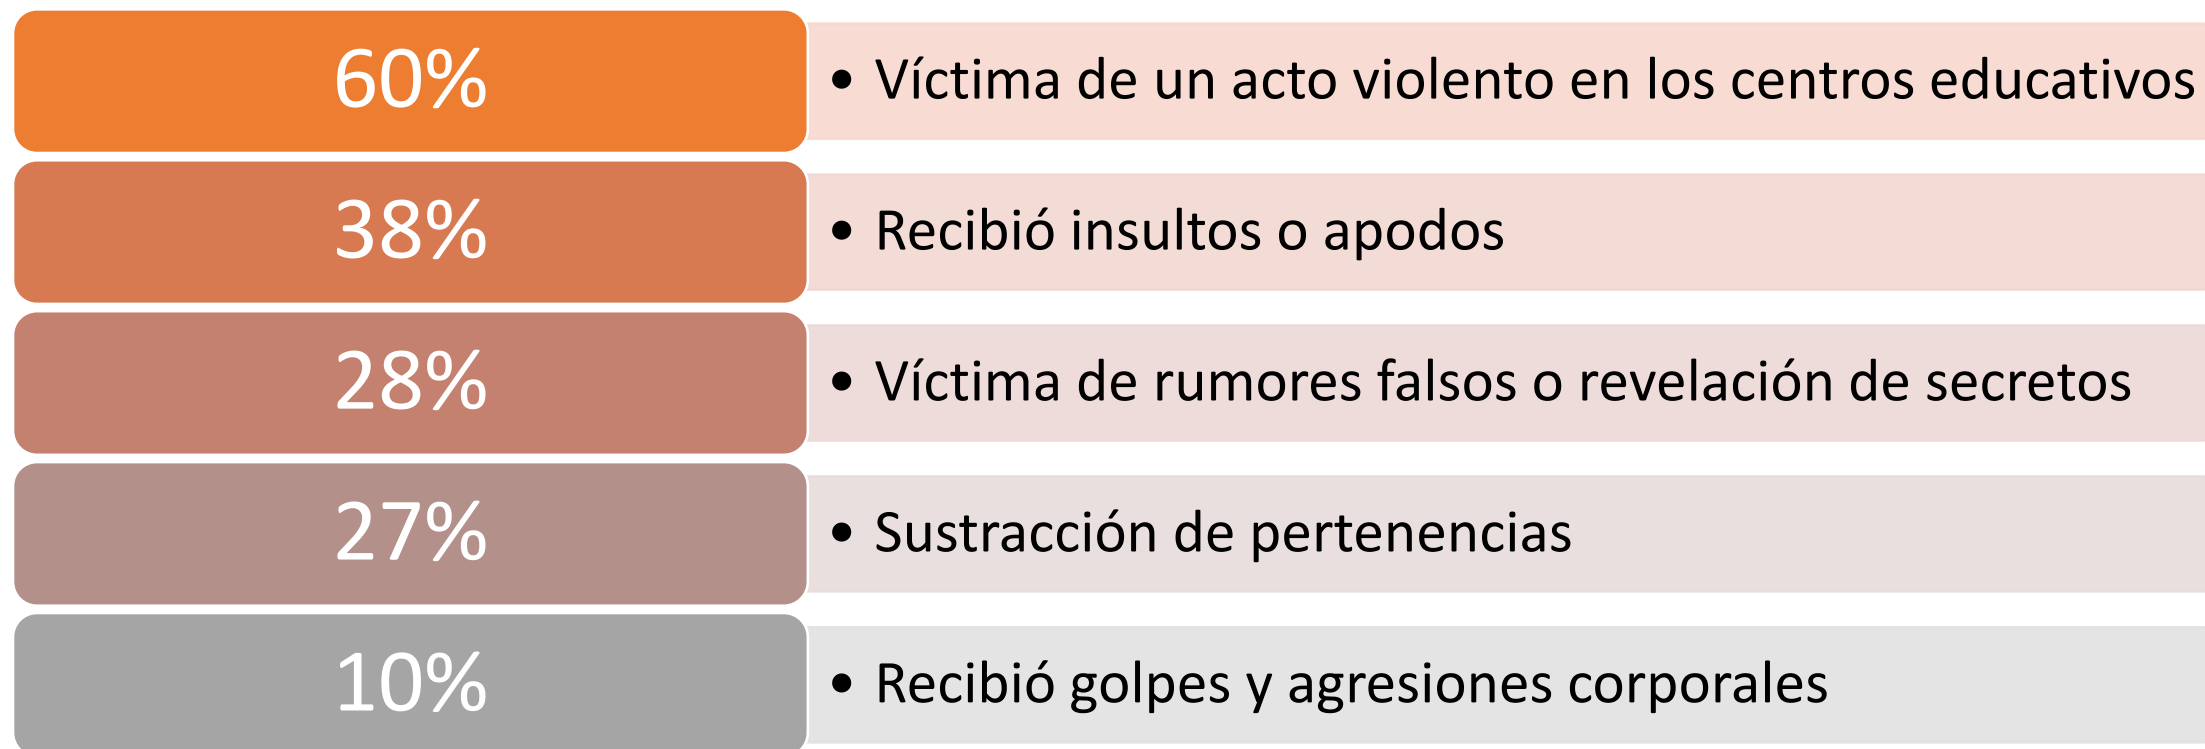 60%
• Víctima de un acto violento en los centros educativos
38%
• Recibió insultos o apodos
28%
• Víctima de rumores falsos o revelación de secretos
27%
• Sustracción de pertenencias
10%
• Recibió golpes y agresiones corporales